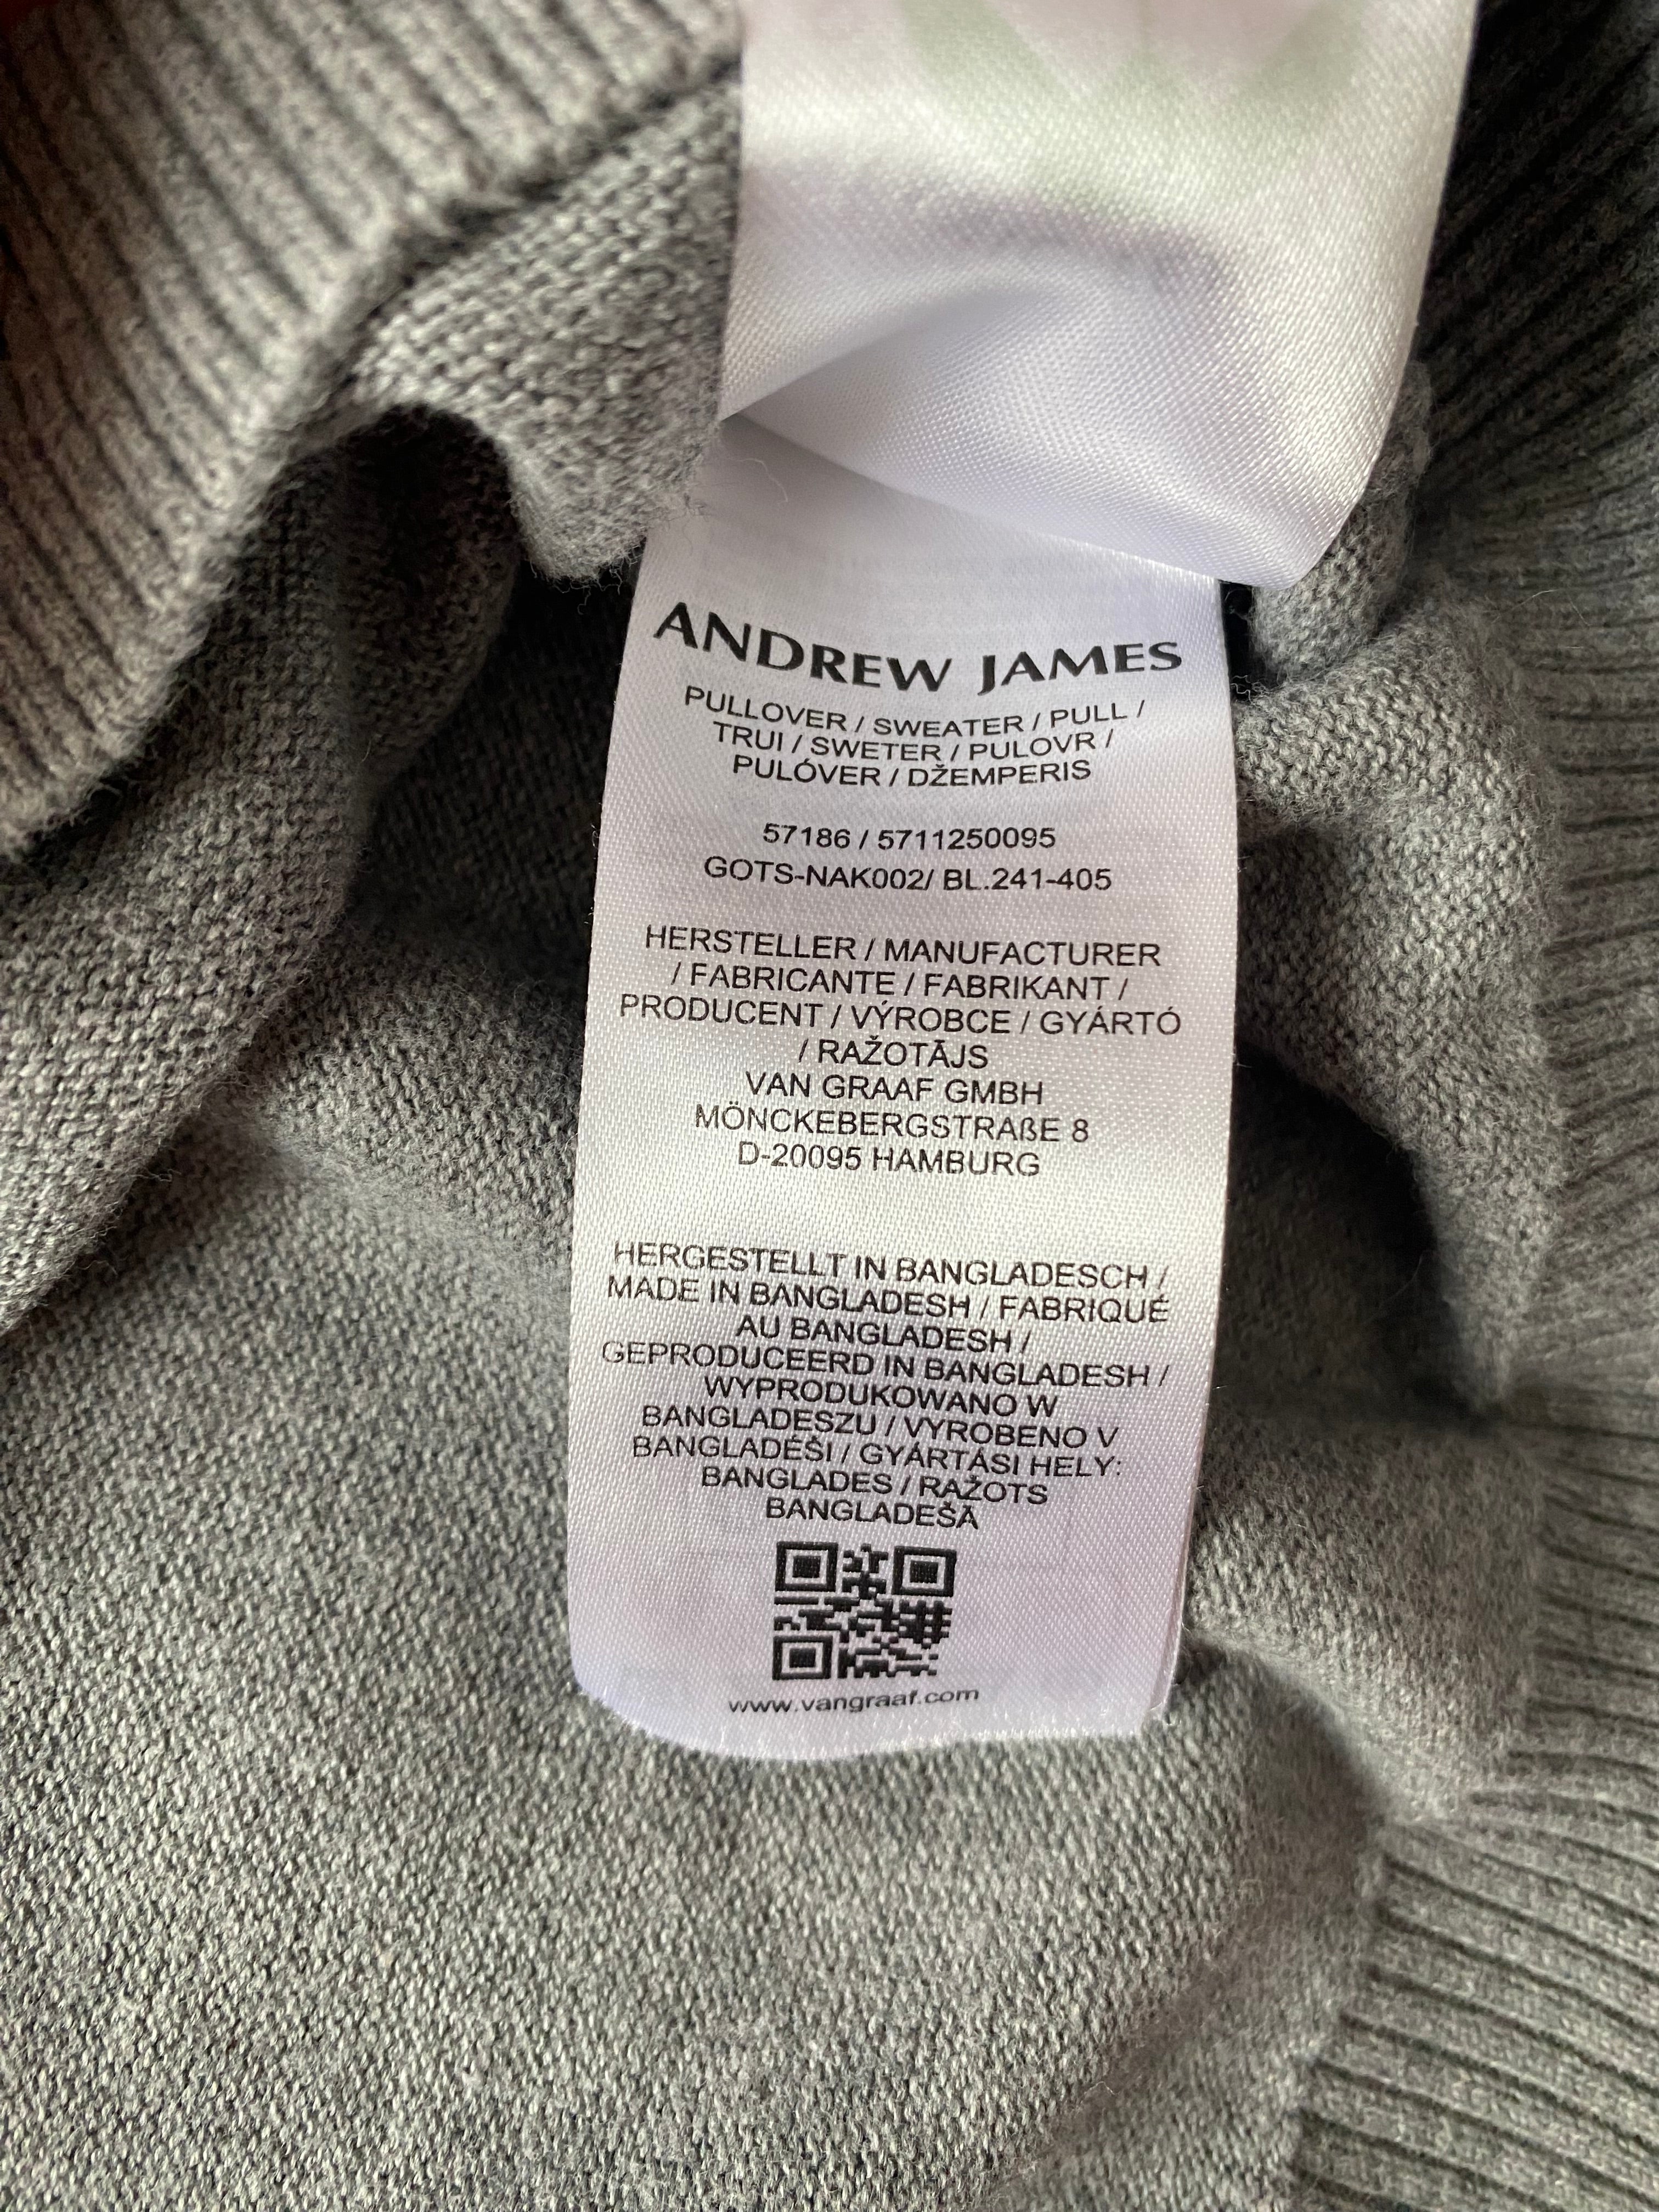 ANDREW JAMES
PULLOVER / SWEATER / PULL /
TRUI / SWETER / PULOVR /
PULÓVER / DŽEMPERIS
57186 / 5711250095
GOTS-NAK002/ BL.241-405
HERSTELLER / MANUFACTURER
/ FABRICANTE / FABRIKANT /
PRODUCENT / VÝROBCE / GYÁRTÓ
/ RAŽOTĀJS
VAN GRAAF GMBH
MÖNCKEBERGSTRAßE 8
D-20095 HAMBURG
HERGESTELLT IN BANGLADESCH /
MADE IN BANGLADESH / FABRIQUÉ
AU BANGLADESH /
GEPRODUCEERD IN BANGLADESH /
WYPRODUKOWANO W
BANGLADESZU / VYROBENO V
BANGLADÉŠI / GYÁRTÁSI HELY:
BANGLADES / RAŽOTS
BANGLADEŠĀ
www.vangraaf.com